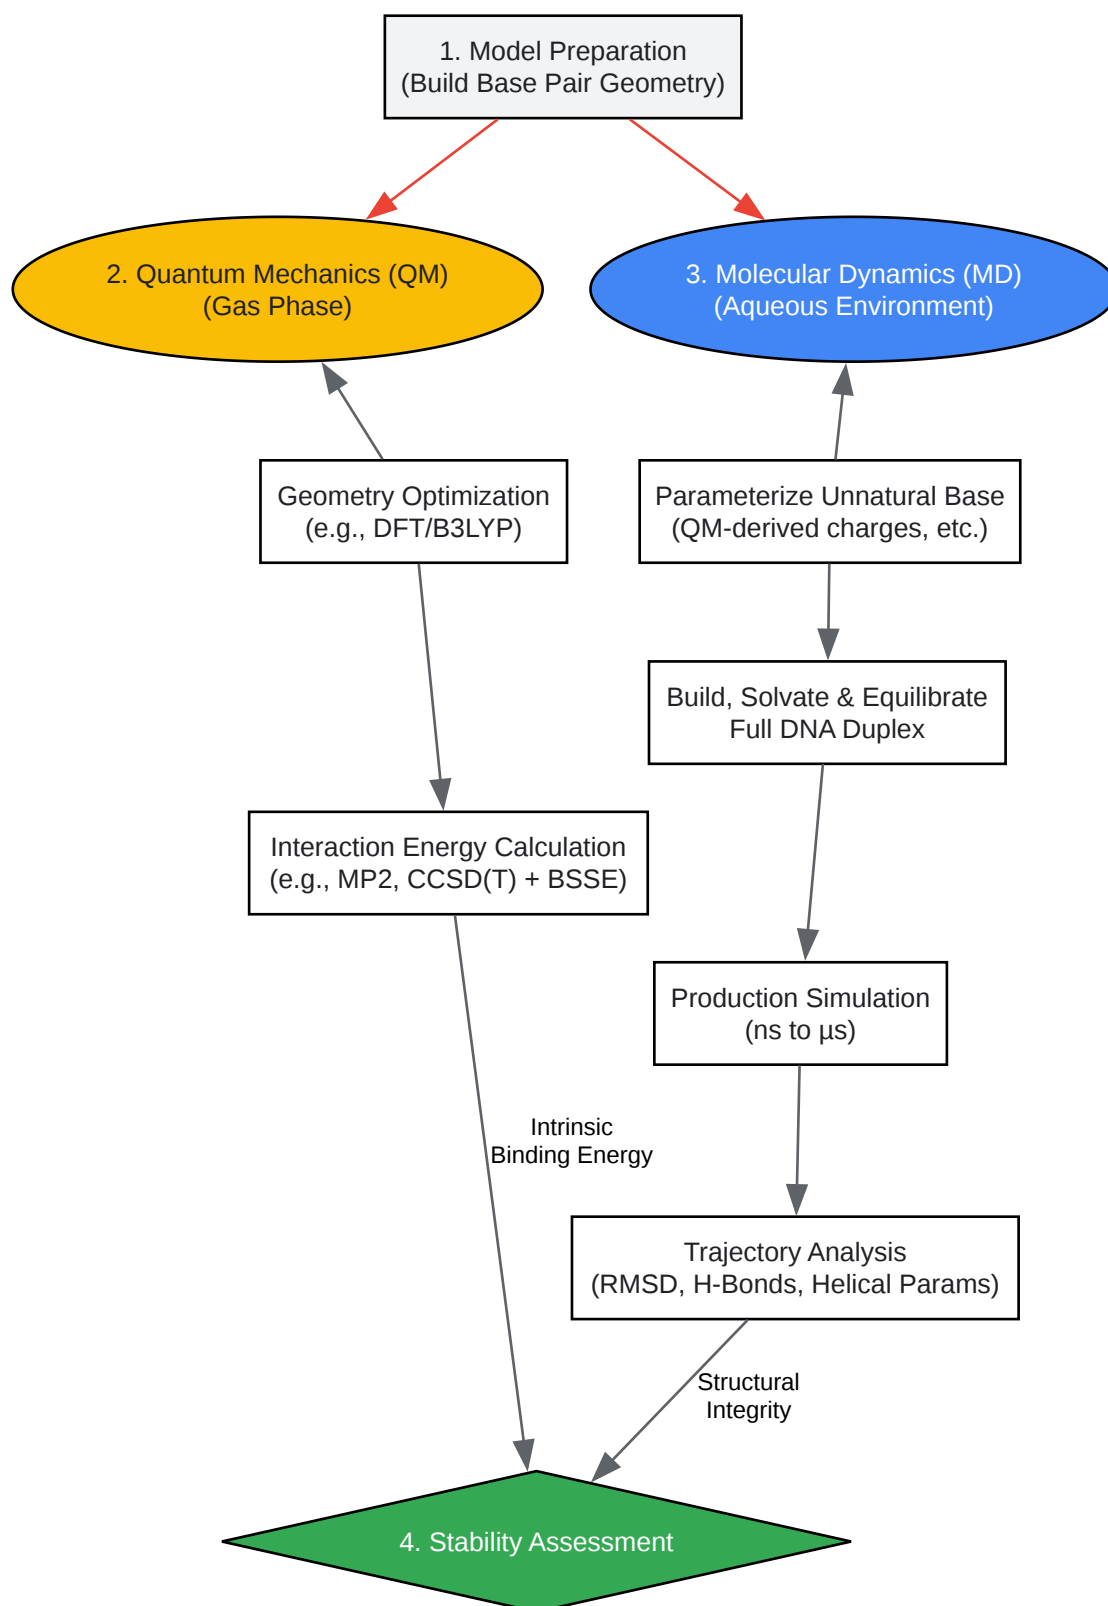 1. Model Preparation
(Build Base Pair Geometry)
2. Quantum Mechanics (QM)
(Gas Phase)
3. Molecular Dynamics (MD)
(Aqueous Environment)
Geometry Optimization
(e.g., DFT/B3LYP)
Parameterize Unnatural Base
(QM-derived charges, etc.)
Build, Solvate & Equilibrate
Full DNA Duplex
Interaction Energy Calculation
(e.g., MP2, CCSD(T) + BSSE)
Production Simulation
(ns to µs)
Intrinsic
Binding Energy
Trajectory Analysis
(RMSD, H-Bonds, Helical Params)
Structural
Integrity
4. Stability Assessment